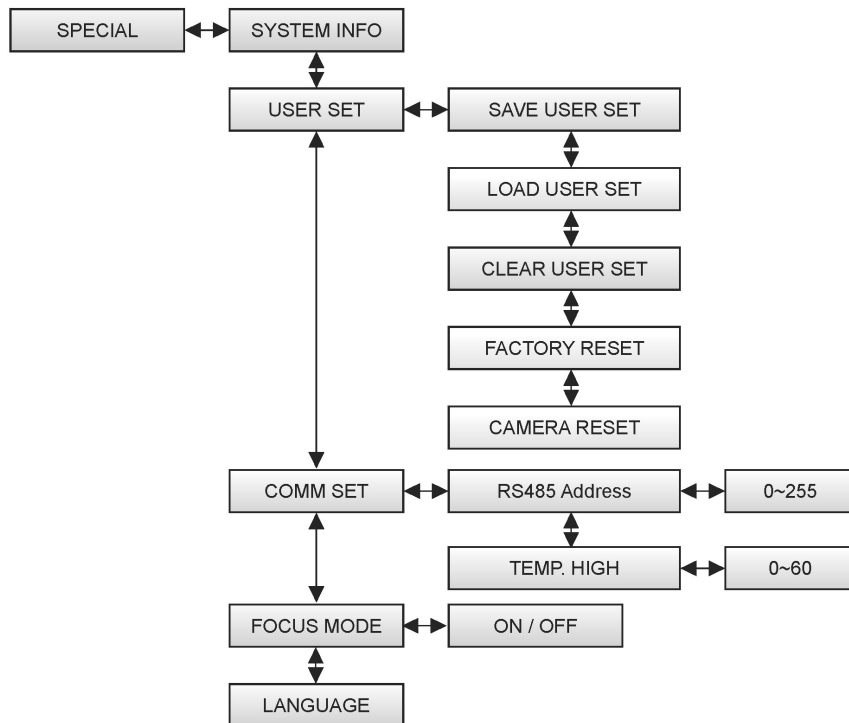 SPECIAL
SYSTEM INFO
USER SET
SAVE USER SET
LOAD USER SET
CLEAR USER SET
FACTORY RESET
CAMERA RESET
COMM SET
RS485 Address
0~255
TEMP. HIGH
0~60
FOCUS MODE
ON / OFF
LANGUAGE